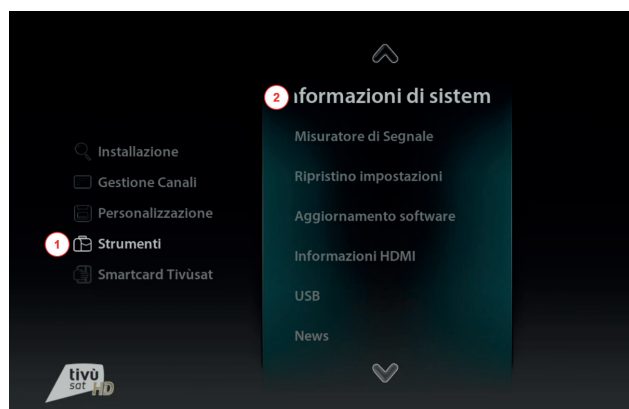 2 nformazioni di sistem
Misuratore di Segnale
Installazione
Ripristino impostazioni
Gestione Canali
Personalizzazione
Aggiornamento software
1 Strumenti
Informazioni HDMI
Smartcard Tivùsat
USB
News
tivù
sat HD